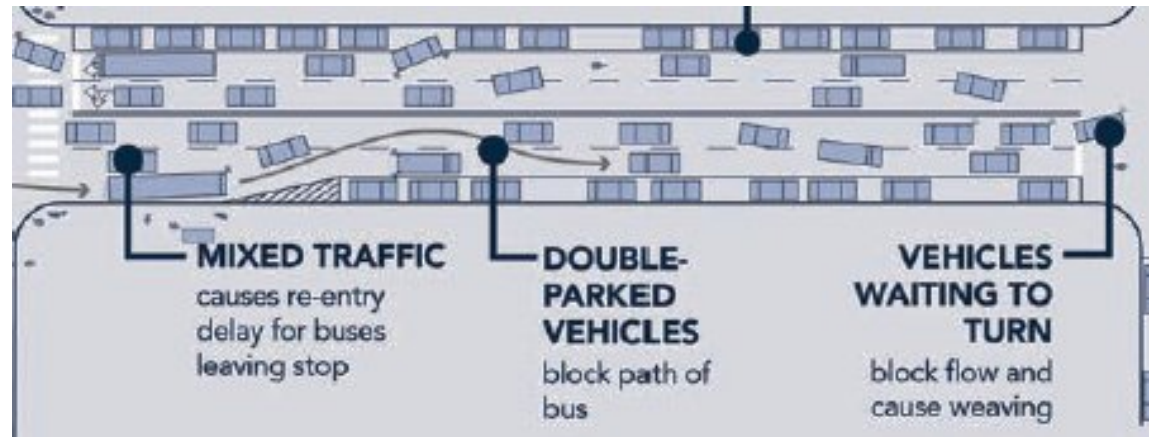 MIXED TRAFFIC
causes re-entry
delay for buses
leaving stop
DOUBLE-
PARKED
VEHICLES
block path of
bus
VEHICLES
WAITING TO
TURN
block flow and
cause weaving